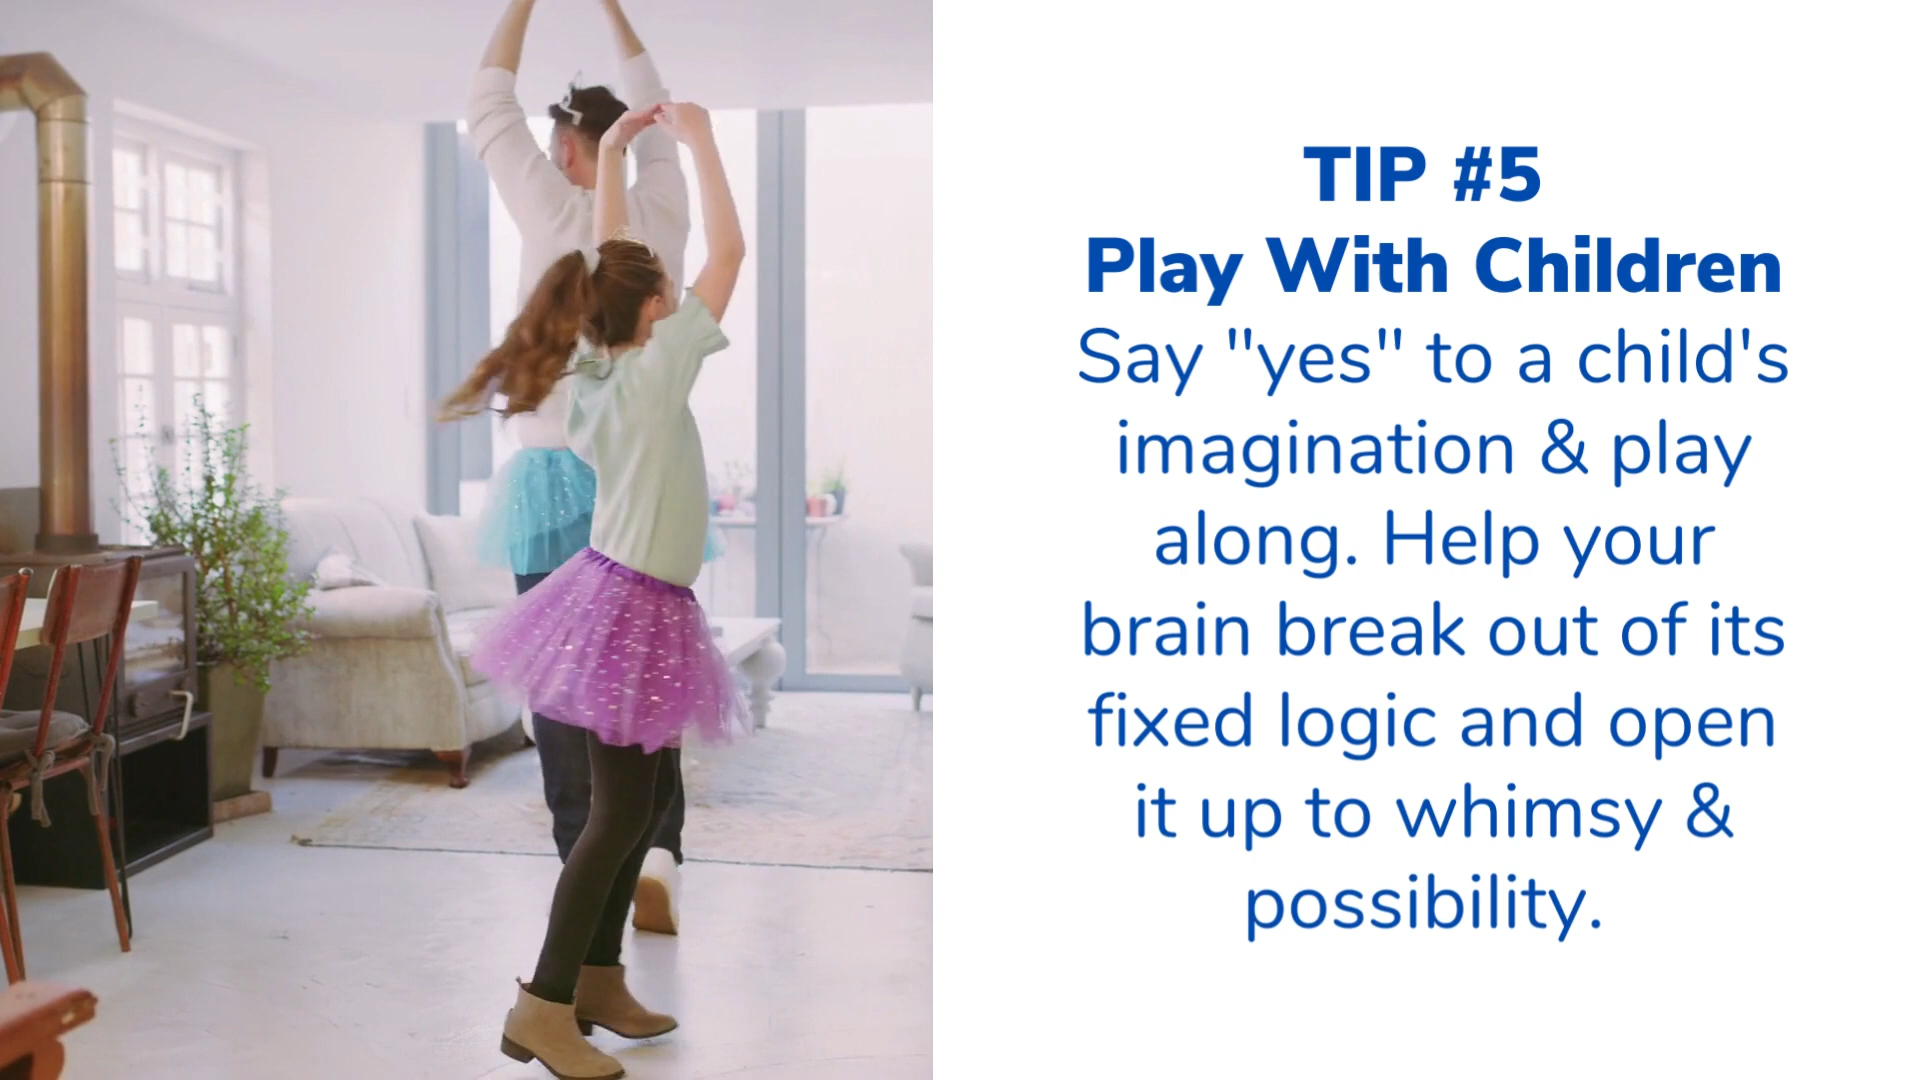 TIP #5
Play With Children
Say "yes" to a child's
imagination & play
along. Help your
brain break out of its
fixed logic and open
it up to whimsy &
possibility.